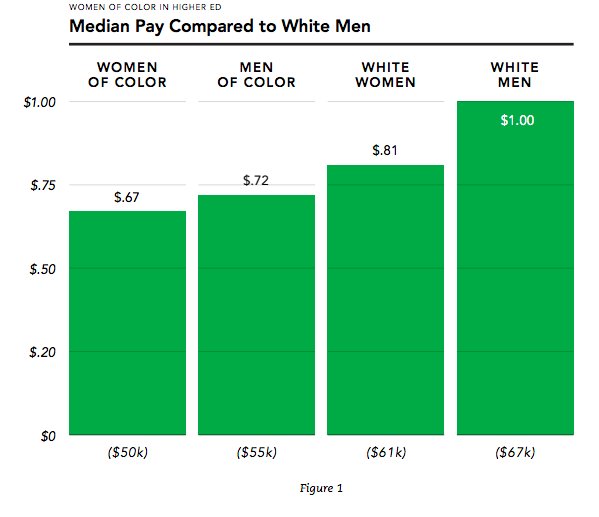 WOMEN OF COLOR IN HIGHER ED
Median Pay Compared to White Men
WOMEN
OF COLOR
MEN
OF COLOR
WHITE
WOMEN
WHITE
MEN
$1.00
$.75
$.50
$.20
$0
$.67
$.72
$.81
$1.00
($50k)
($55k)
($61k)
($67k)
Figure 1